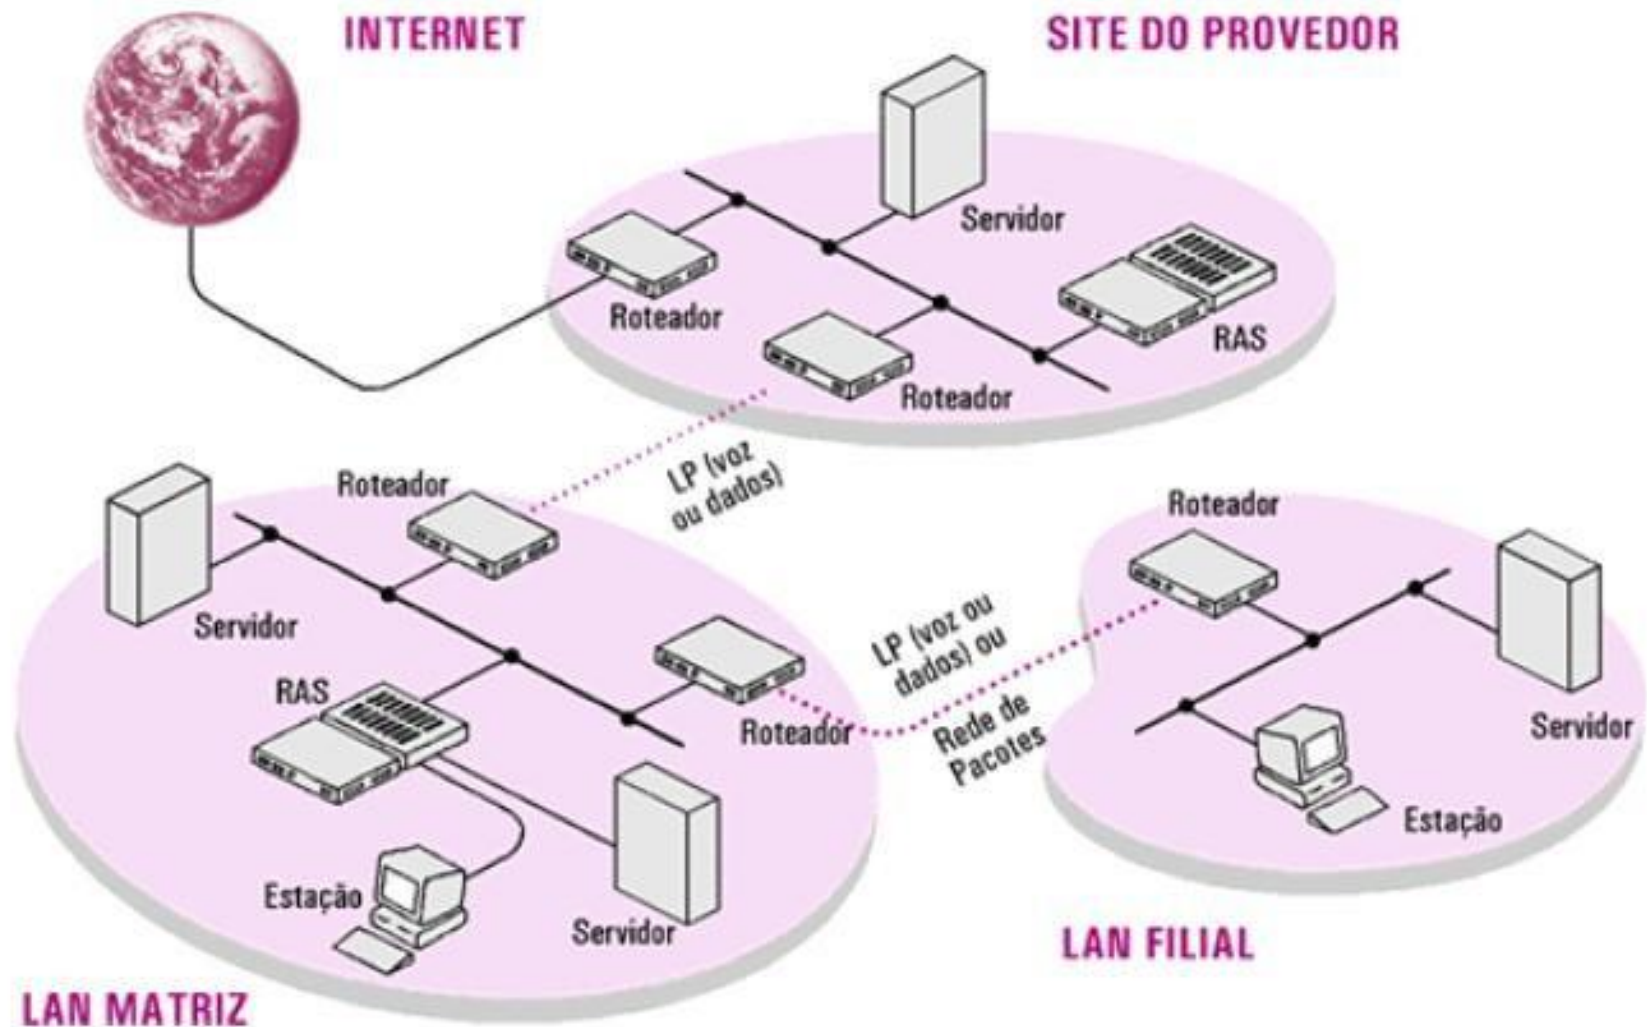 INTERNET
SITE DO PROVEDOR
Servidor
Roteador
RAS
Roteador
LP (voz
ou dados)
Roteador
Servidor
RAS
Roteador
Estação
Servidor
LAN MATRIZ
LP (voz ou
dados) ou
Rede de
Pacotes
Roteador
Servidor
Estação
LAN FILIAL